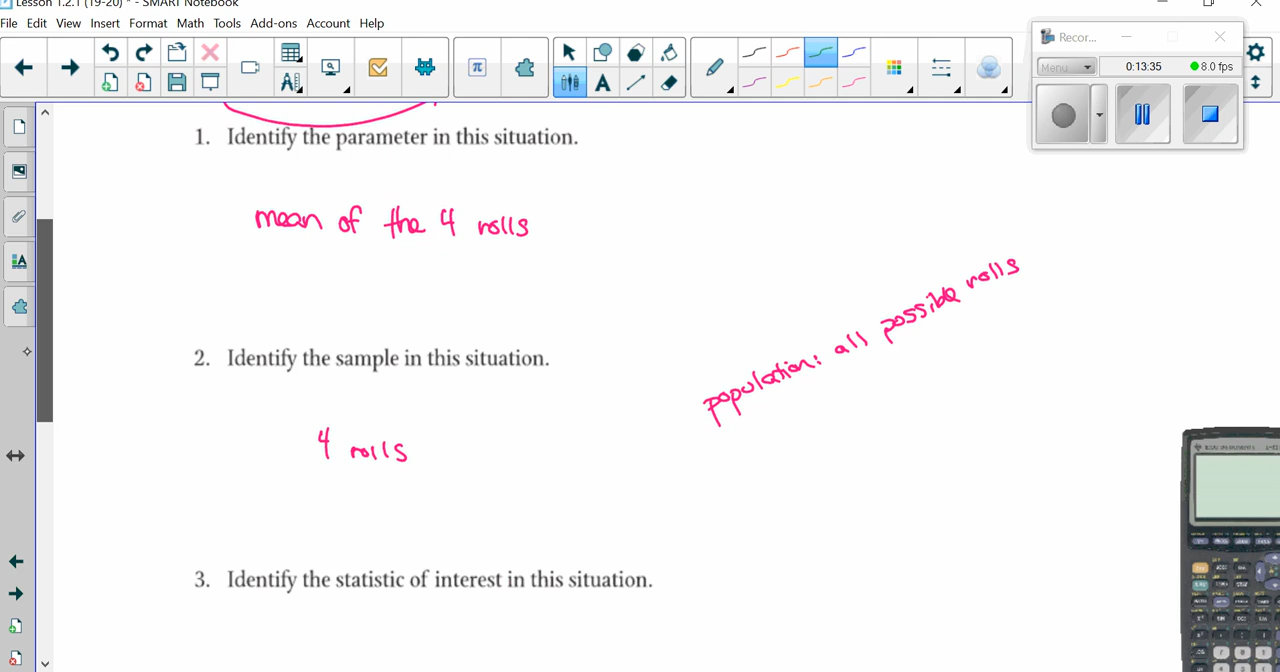 Lesson 1.2.1 (19-20) * - SMART Notebook
File Edit View Insert Format Math Tools Add-ons Account Help
Recor...
Menu 0:13:35 8.0 fps
1. Identify the parameter in this situation.
mean of the 4 rolls
population: all possible rolls
2. Identify the sample in this situation.
4 rolls
3. Identify the statistic of interest in this situation.